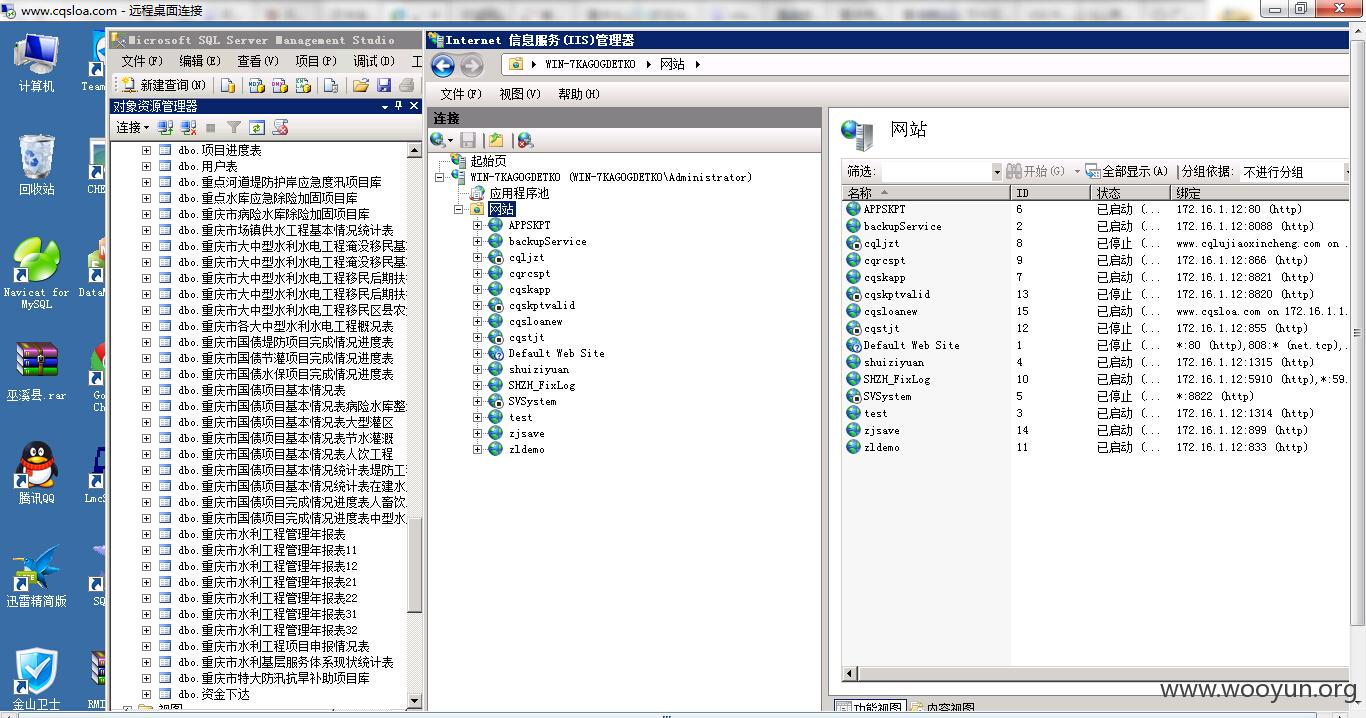 www.cqsloa.com - 远程桌面连接
计算机
Team
回收站
Navicat for
MySQL
巫溪县.rar
腾讯QQ
迅雷精简版
金山卫士
Microsoft SQL Server Management Studio
文件(F) 编辑(E) 查看(V) 项目(P) 调试(D) 工
新建查询(N)
对象资源管理器
连接
dbo.项目进度表
dbo.用户表
dbo.重点河道堤防护岸应急度汛项目库
dbo.重点水库应急除险加固项目库
dbo.重庆市病险水库除险加固项目库
dbo.重庆市场镇供水工程基本情况统计表
dbo.重庆市大中型水利水电工程淹没移民基
dbo.重庆市大中型水利水电工程淹没移民基
dbo.重庆市大中型水利水电工程移民后期扶
dbo.重庆市大中型水利水电工程移民后期扶
dbo.重庆市大中型水利水电工程移民区县农
dbo.重庆市各大中型水利水电工程概况表
dbo.重庆市国债堤防项目完成情况进度表
dbo.重庆市国债节灌项目完成情况进度表
dbo.重庆市国债水保项目完成情况进度表
dbo.重庆市国债项目基本情况表
dbo.重庆市国债项目基本情况表病险水库整
dbo.重庆市国债项目基本情况表大型灌区
dbo.重庆市国债项目基本情况表节水灌溉
dbo.重庆市国债项目基本情况表人饮工程
dbo.重庆市国债项目基本情况统计表堤防工
dbo.重庆市国债项目基本情况统计表在建水
dbo.重庆市国债项目完成情况进度表人畜饮
dbo.重庆市国债项目完成情况进度表中型水
dbo.重庆市水利工程管理年报表
dbo.重庆市水利工程管理年报表11
dbo.重庆市水利工程管理年报表12
dbo.重庆市水利工程管理年报表21
dbo.重庆市水利工程管理年报表22
dbo.重庆市水利工程管理年报表31
dbo.重庆市水利工程管理年报表32
dbo.重庆市水利工程项目申报情况表
dbo.重庆市水利基层服务体系现状统计表
dbo.重庆市特大防汛抗旱补助项目库
dbo.资金下达
视图
Internet 信息服务(IIS)管理器
WIN-7KAGOGDETKO 网站
文件(F) 视图(V) 帮助(H)
连接
起始页
WIN-7KAGOGDETKO (WIN-7KAGOGDETKO\Administrator)
应用程序池
网站
APPSKPT
backupService
cqljzt
cqrcspt
cqskapp
cqskptvalid
cqsloanew
cqstjt
Default Web Site
shuiziyuan
SHZH_FixLog
SVSystem
test
zjsave
zldemo
网站
筛选: 开始(G) 全部显示(A) 分组依据: 不进行分组
名称 ID 状态 绑定
APPSKPT 6 已启动 (... 172.16.1.12:80 (http)
backupService 2 已启动 (... 172.16.1.12:8088 (http)
cqljzt 8 已停止 (... www.cqlujiaoxincheng.com on .
cqrcspt 9 已启动 (... 172.16.1.12:866 (http)
cqskapp 7 已启动 (... 172.16.1.12:8821 (http)
cqskptvalid 13 已停止 (... 172.16.1.12:8820 (http)
cqsloanew 15 已启动 (... www.cqsloa.com on 172.16.1.1.
cqstjt 12 已停止 (... 172.16.1.12:855 (http)
Default Web Site 1 已停止 (... *:80 (http),808:* (net.tcp),.
shuiziyuan 4 已启动 (... 172.16.1.12:1315 (http)
SHZH_FixLog 10 已启动 (... 172.16.1.12:5910 (http),*:59.
SVSystem 5 已停止 (... *:8822 (http)
test 3 已启动 (... 172.16.1.12:1314 (http)
zjsave 14 已启动 (... 172.16.1.12:899 (http)
zldemo 11 已启动 (... 172.16.1.12:833 (http)
功能视图 内容视图
www.wooyun.org